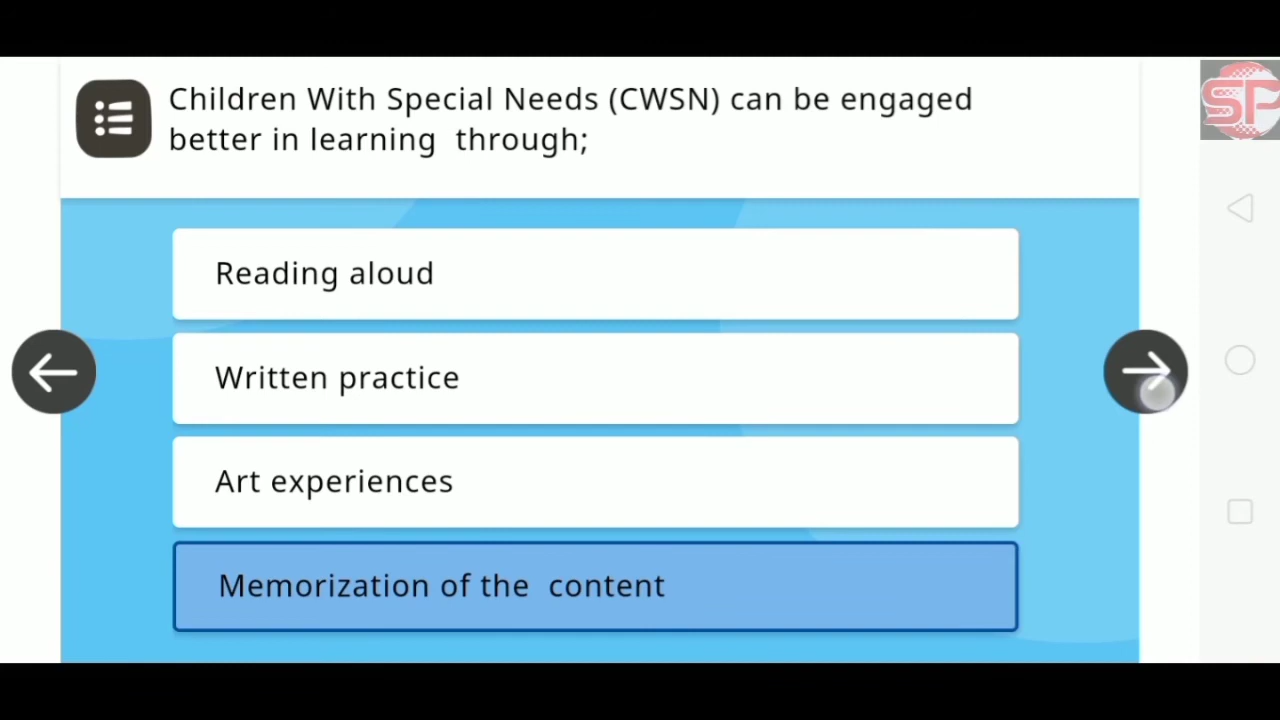 Children With Special Needs (CWSN) can be engaged
better in learning through;
SP
Reading aloud
Written practice
Art experiences
Memorization of the content